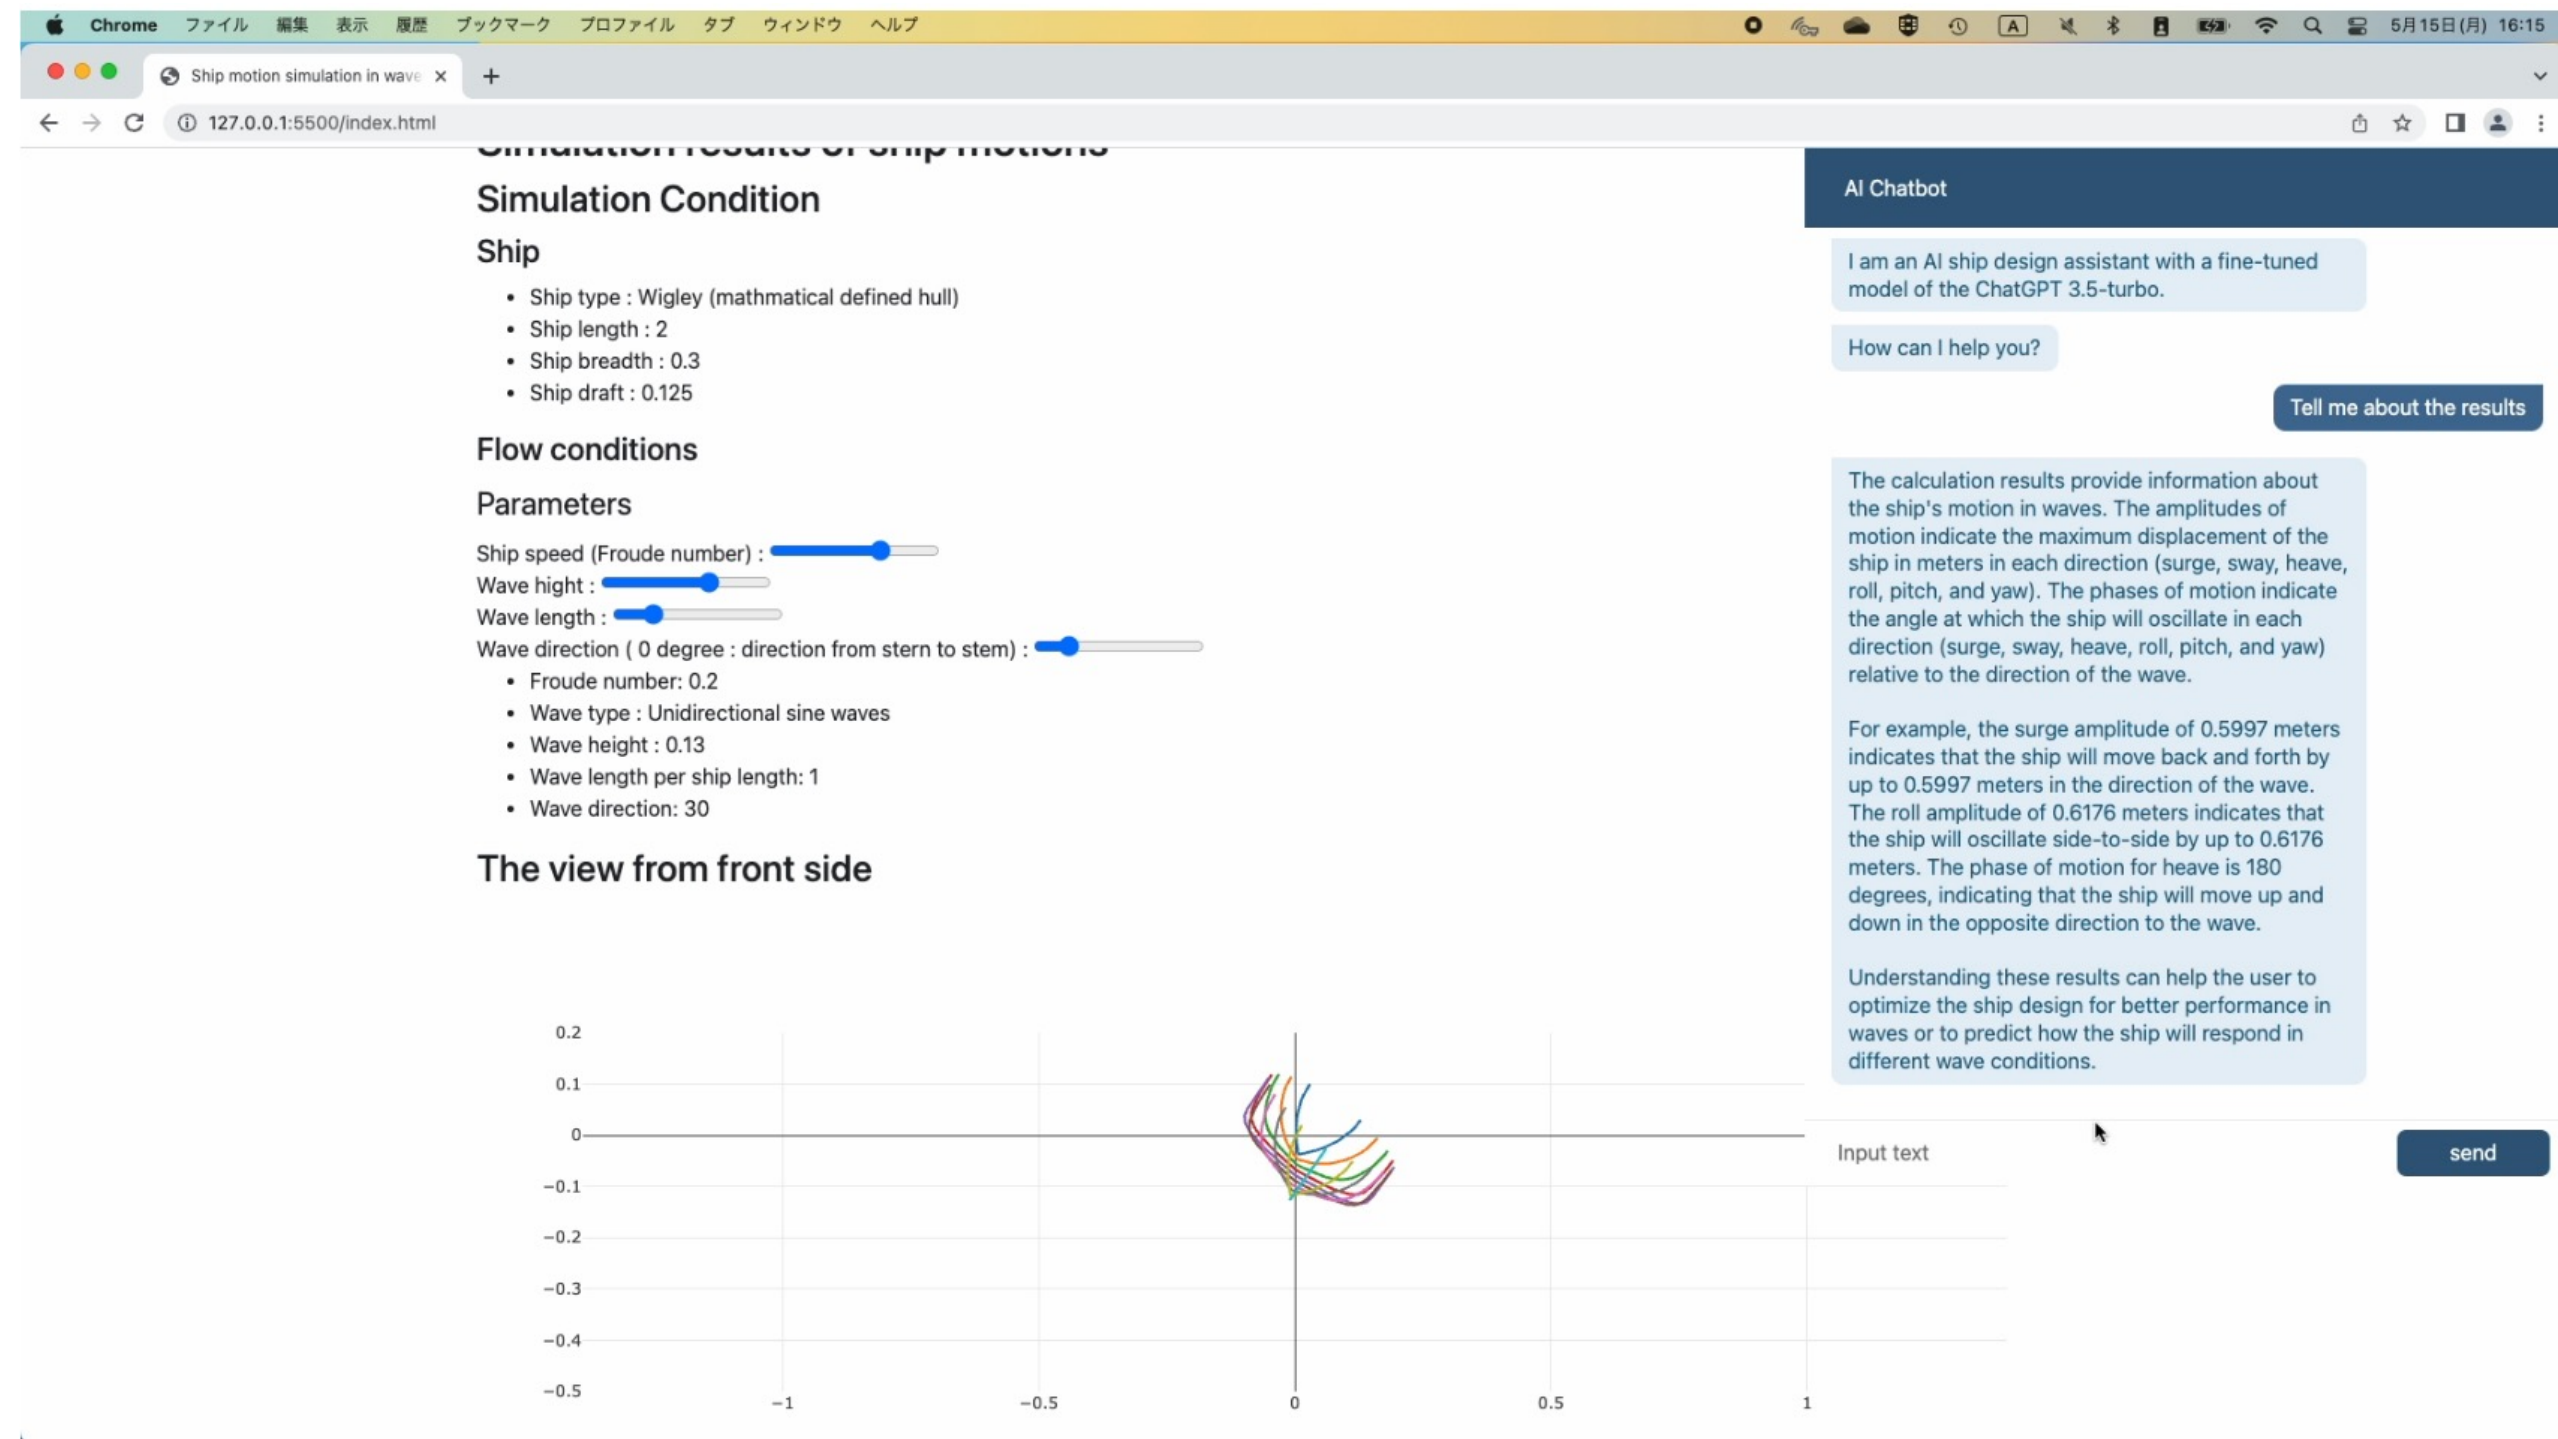 Chrome ファイル 編集 表示 履歴 ブックマーク プロファイル タブ ウィンドウ ヘルプ A 5月15日(月) 16:15
Ship motion simulation in wave
127.0.0.1:5500/index.html
Simulation results of ship motions
Simulation Condition
Ship
• Ship type : Wigley (mathmatical defined hull)
• Ship length : 2
• Ship breadth : 0.3
• Ship draft : 0.125
Flow conditions
Parameters
Ship speed (Froude number) :
Wave hight :
Wave length :
Wave direction ( 0 degree : direction from stern to stem) :
• Froude number: 0.2
• Wave type : Unidirectional sine waves
• Wave height : 0.13
• Wave length per ship length: 1
• Wave direction: 30
The view from front side
0.2
0.1
0
−0.1
−0.2
−0.3
−0.4
−0.5
−1 −0.5 0 0.5 1
AI Chatbot
I am an AI ship design assistant with a fine-tuned
model of the ChatGPT 3.5-turbo.
How can I help you?
Tell me about the results
The calculation results provide information about
the ship's motion in waves. The amplitudes of
motion indicate the maximum displacement of the
ship in meters in each direction (surge, sway, heave,
roll, pitch, and yaw). The phases of motion indicate
the angle at which the ship will oscillate in each
direction (surge, sway, heave, roll, pitch, and yaw)
relative to the direction of the wave.
For example, the surge amplitude of 0.5997 meters
indicates that the ship will move back and forth by
up to 0.5997 meters in the direction of the wave.
The roll amplitude of 0.6176 meters indicates that
the ship will oscillate side-to-side by up to 0.6176
meters. The phase of motion for heave is 180
degrees, indicating that the ship will move up and
down in the opposite direction to the wave.
Understanding these results can help the user to
optimize the ship design for better performance in
waves or to predict how the ship will respond in
different wave conditions.
Input text
send